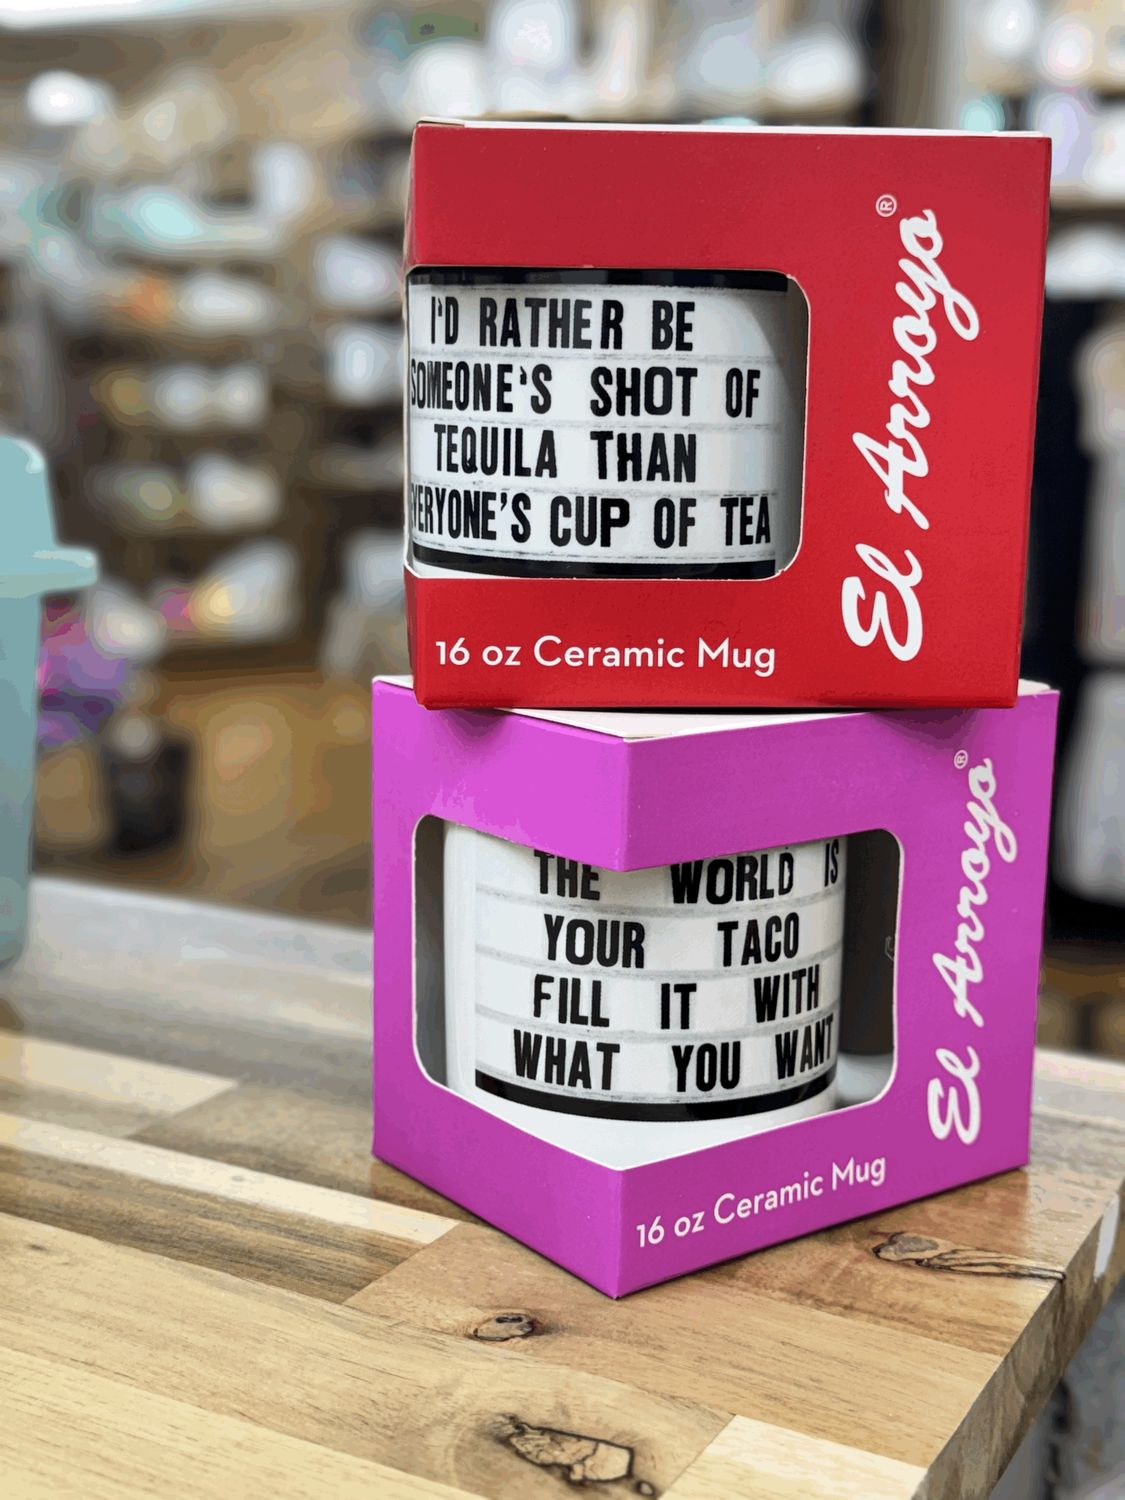 I'D RATHER BE
SOMEONE'S SHOT OF
TEQUILA THAN
EVERYONE'S CUP OF TEA
16 oz Ceramic Mug
El Arroyo®
THE WORLD IS
YOUR TACO
FILL IT WITH
WHAT YOU WANT
16 oz Ceramic Mug
El Arroyo®